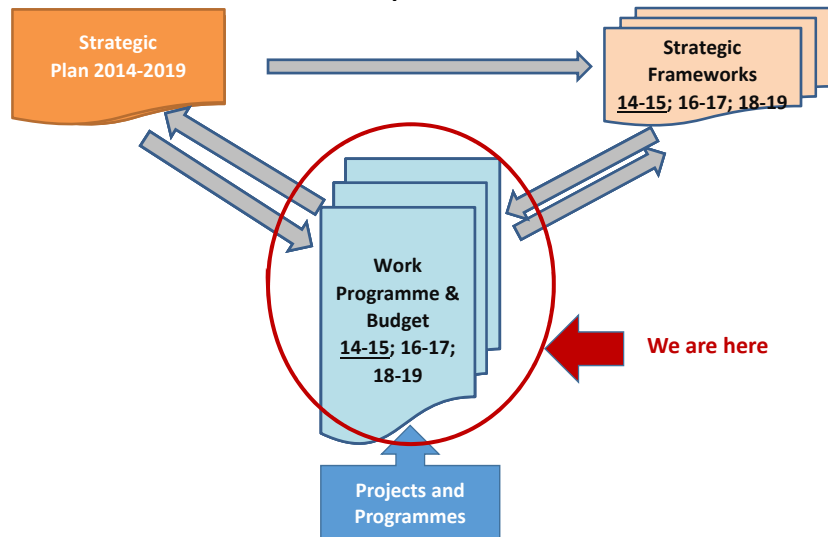 Strategic
Plan 2014-2019
Strategic
Frameworks
14-15; 16-17; 18-19
Work
Programme &
Budget
14-15; 16-17;
18-19
We are here
Projects and
Programmes